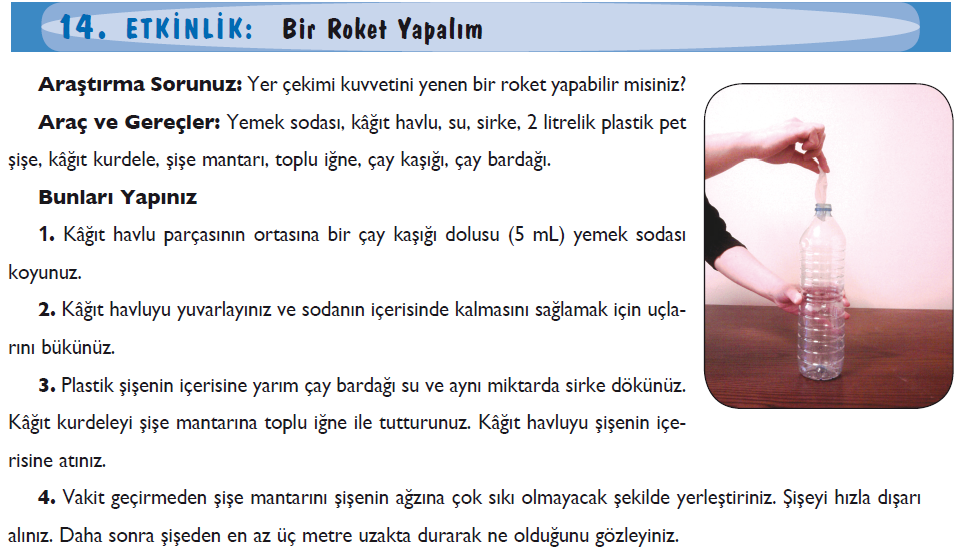 14. ETKİNLİK: Bir Roket Yapalım
Araştırma Sorunuz: Yer çekimi kuvvetini yenen bir roket yapabilir misiniz?
Araç ve Gereçler: Yemek sodası, kâğıt havlu, su, sirke, 2 litrelik plastik pet
şişe, kâğıt kurdele, şişe mantarı, toplu iğne, çay kaşığı, çay bardağı.
Bunları Yapınız
1. Kâğıt havlu parçasının ortasına bir çay kaşığı dolusu (5 mL) yemek sodası
koyunuz.
2. Kâğıt havluyu yuvarlayınız ve sodanın içerisinde kalmasını sağlamak için uçla-
rını bükünüz.
3. Plastik şişenin içerisine yarım çay bardağı su ve aynı miktarda sirke dökünüz.
Kâğıt kurdeleyi şişe mantarına toplu iğne ile tutturunuz. Kâğıt havluyu şişenin içe-
risine atınız.
4. Vakit geçirmeden şişe mantarını şişenin ağzına çok sıkı olmayacak şekilde yerleştiriniz. Şişeyi hızla dışarı
alınız. Daha sonra şişeden en az üç metre uzakta durarak ne olduğunu gözleyiniz.